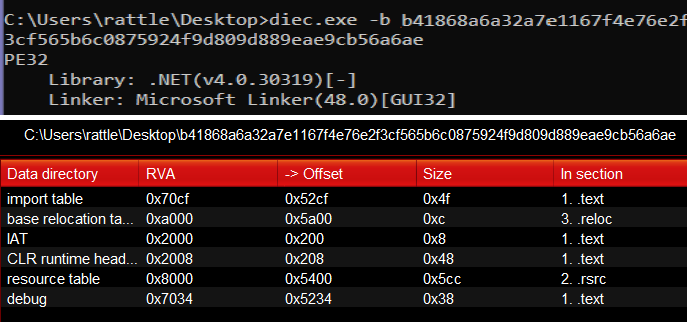 C:\Users\rattle\Desktop>diec.exe -b b41868a6a32a7e1167f4e76e2f
3cf565b6c0875924f9d809d889eae9cb56a6ae
PE32
Library: .NET(v4.0.30319)[-]
Linker: Microsoft Linker(48.0)[GUI32]
C:\Users\rattle\Desktop\b41868a6a32a7e1167f4e76e2f3cf565b6c0875924f9d809d889eae9cb56a6ae
Data directory RVA -> Offset Size In section
import table 0x70cf 0x52cf 0x4f 1. .text
base relocation ta... 0xa000 0x5a00 0xc 3. .reloc
IAT 0x2000 0x200 0x8 1. .text
CLR runtime head... 0x2008 0x208 0x48 1. .text
resource table 0x8000 0x5400 0x5cc 2. .rsrc
debug 0x7034 0x5234 0x38 1. .text